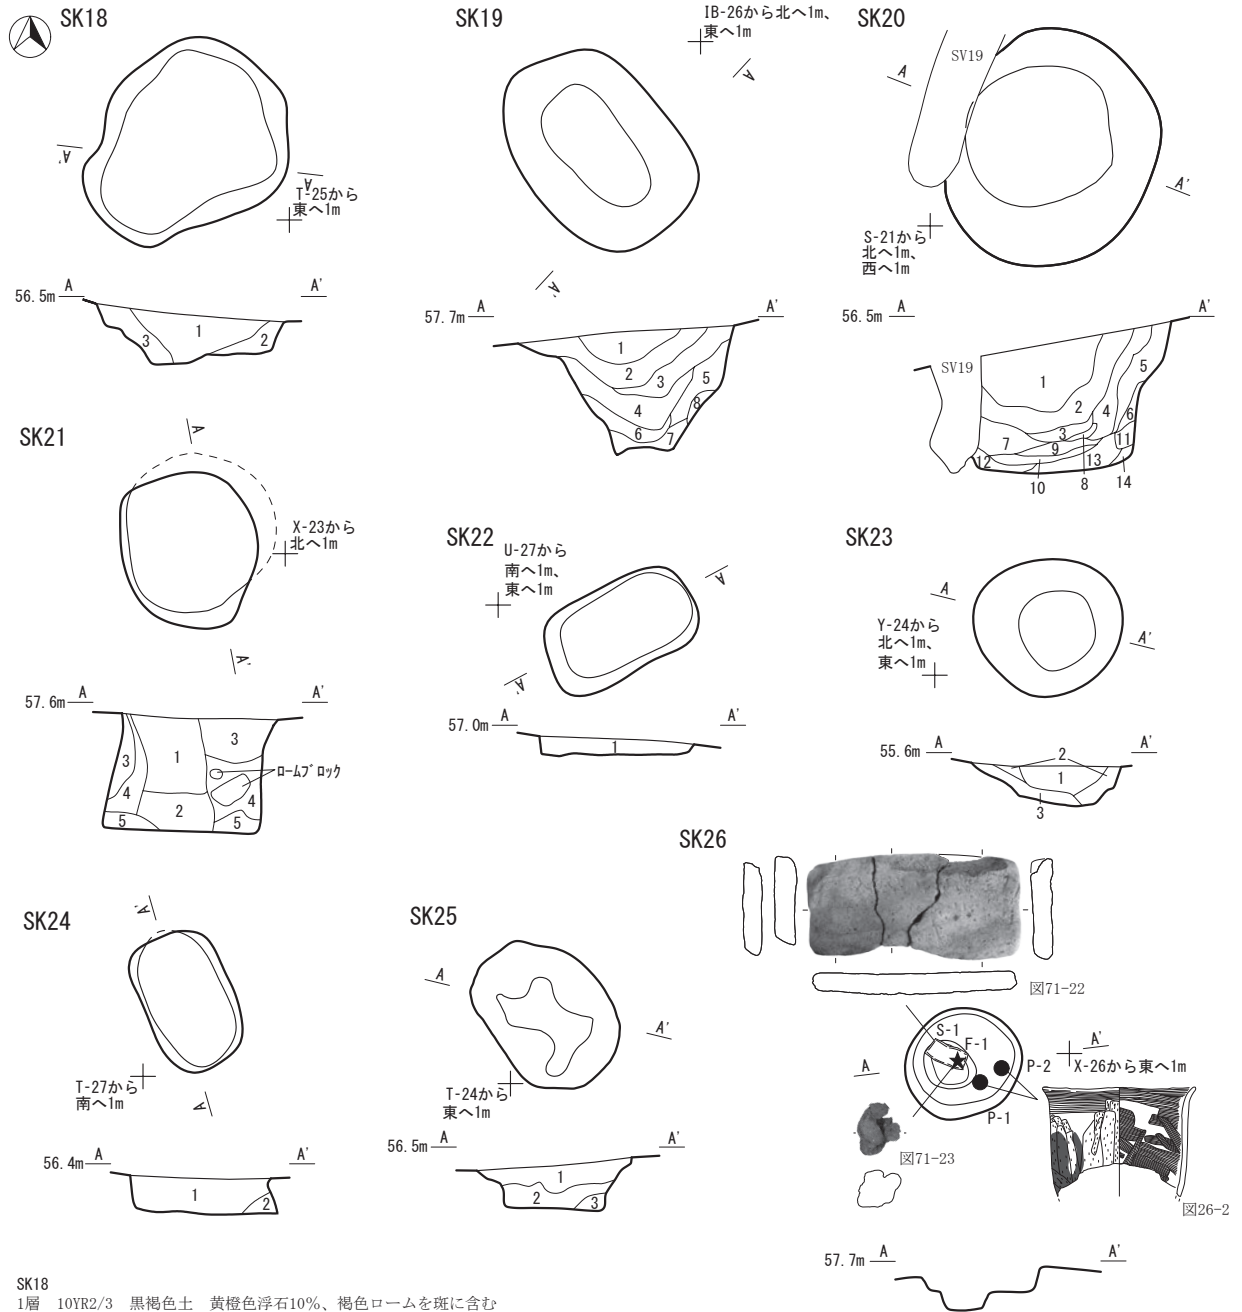 SK18
A'
A
T-25から
東へ1m
56.5m A
A'
1
2
3
SK19
IB-26から北へ1m、
東へ1m
A
A'
57.7m A
A'
1
2
3
5
4
8
6
7
SK20
SV19
A
A'
S-21から
北へ1m、
西へ1m
56.5m A
A'
SV19
1
5
2
4
6
3
7
9
11
12
13
10
8
14
SK21
A
X-23から
北へ1m
A'
57.6m A
A'
1
3
3
ロームブロック
4
4
2
5
5
SK22
U-27から
南へ1m、
東へ1m
A
A'
57.0m A
A'
1
SK23
A
Y-24から
北へ1m、
東へ1m
A'
55.6m A
A'
2
1
3
SK24
A'
T-27から
南へ1m
A
56.4m A
A'
1
2
SK25
A
A'
T-24から
東へ1m
56.5m A
A'
1
2
3
SK26
図71-22
S-1
F-1
A'
X-26から東へ1m
A
P-2
P-1
図71-23
図26-2
57.7m A
A'
SK18
1層 10YR2/3 黒褐色土 黄橙色浮石10%、褐色ロームを斑に含む